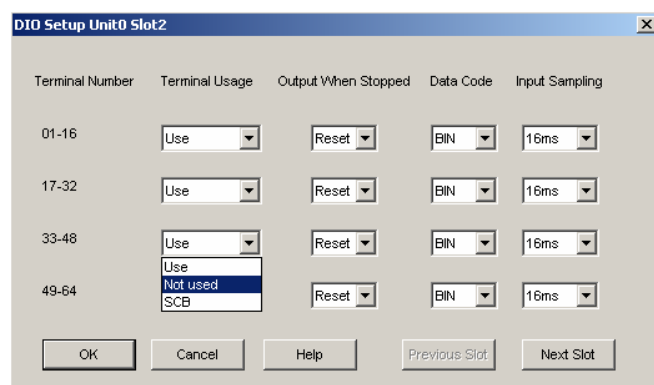 DIO Setup Unit0 Slot2
Terminal Number Terminal Usage Output When Stopped Data Code Input Sampling
01-16 Use Reset BIN 16ms
17-32 Use Reset BIN 16ms
33-48 Use Reset BIN 16ms
Use
Not used
49-64 SCB Reset BIN 16ms
OK Cancel Help Previous Slot Next Slot